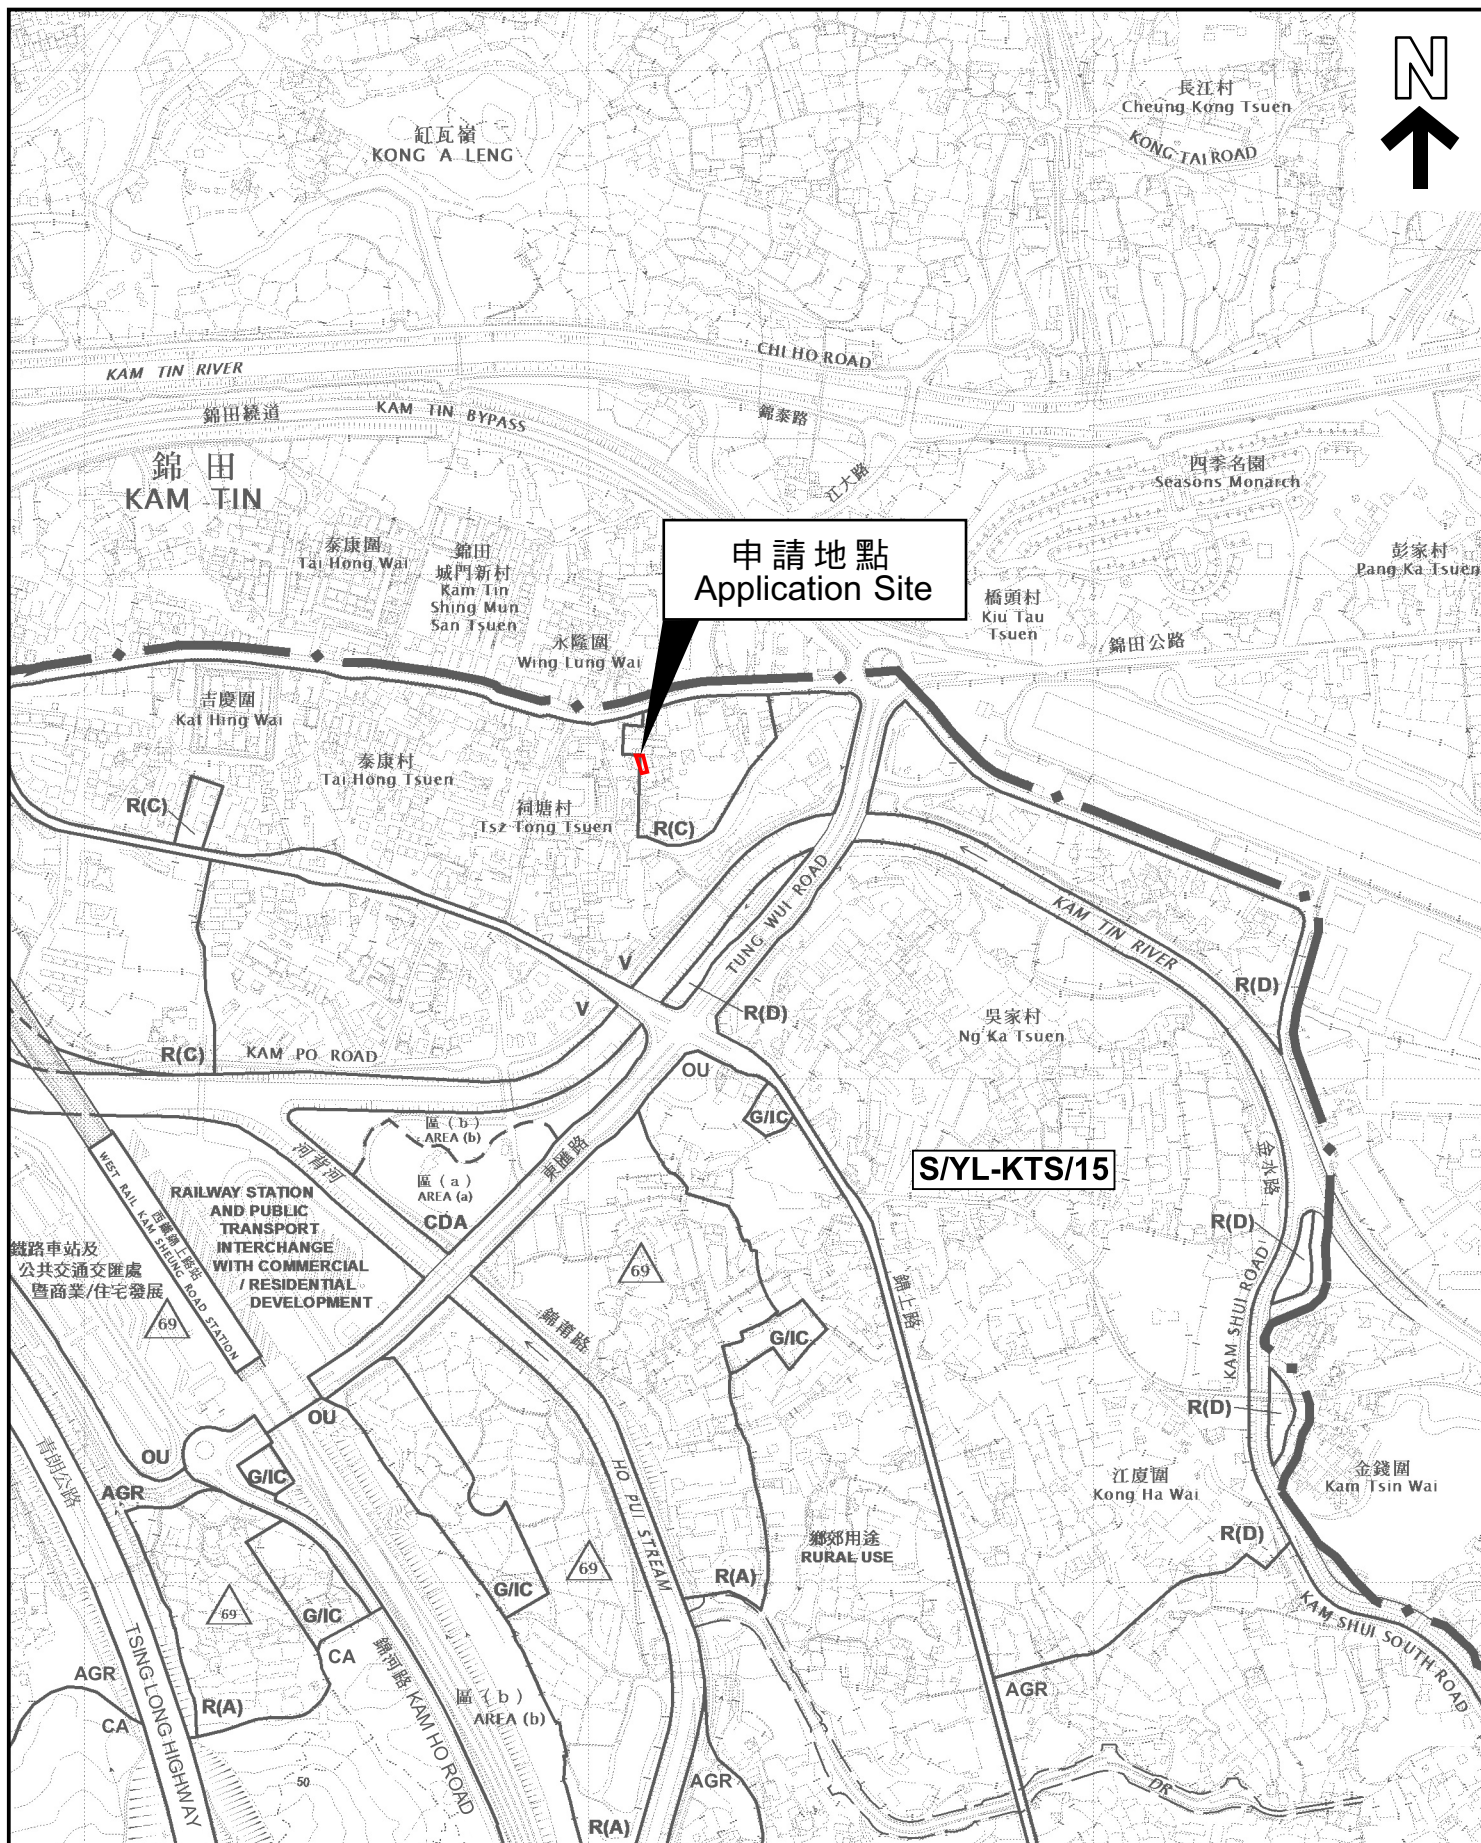 N
長江村
Cheung Kong Tsuen
KONG TAI ROAD
缸瓦嶺
KONG A LENG
CHI HO ROAD
KAM TIN RIVER
錦田繞道
KAM TIN BYPASS
錦泰路
錦田
KAM TIN
江大路
四季名園
Seasons Monarch
泰康圍
Tai Hong Wai
錦田
城門新村
Kam Tin
Shing Mun
San Tsuen
申請地點
Application Site
彭家村
Pang Ka Tsuen
橋頭村
Kiu Tau
Tsuen
永隆圍
Wing Lung Wai
錦田公路
吉慶圍
Kat Hing Wai
泰康村
Tai Hong Tsuen
R(C)
祠塘村
Tsz Tong Tsuen
R(C)
TUNG WUI ROAD
KAM TIN RIVER
V
V
R(D)
R(D)
吳家村
Ng Ka Tsuen
R(C)
KAM PO ROAD
OU
G/IC
區（b）
AREA (b)
河背河
東匯路
區（a）
AREA (a)
CDA
S/YL-KTS/15
金水路
WEST RAIL KAM SHEUNG ROAD STATION
西鐵錦上路站
RAILWAY STATION
AND PUBLIC
TRANSPORT
INTERCHANGE
WITH COMMERCIAL
/ RESIDENTIAL
DEVELOPMENT
鐵路車站及
公共交通交匯處
暨商業/住宅發展
69
69
R(D)
KAM SHUI ROAD
錦上路
錦莆路
G/IC
R(D)
OU
OU
青朗公路
G/IC
AGR
HO PUI STREAM
江廈圍
Kong Ha Wai
金錢圍
Kam Tsin Wai
鄉郊用途
RURAL USE
R(D)
69
R(A)
G/IC
69
G/IC
CA
TSING LONG HIGHWAY
錦河路 KAM HO ROAD
KAM SHUI SOUTH ROAD
AGR
CA
R(A)
區（b）
AREA (b)
AGR
50
AGR
DR
R(A)